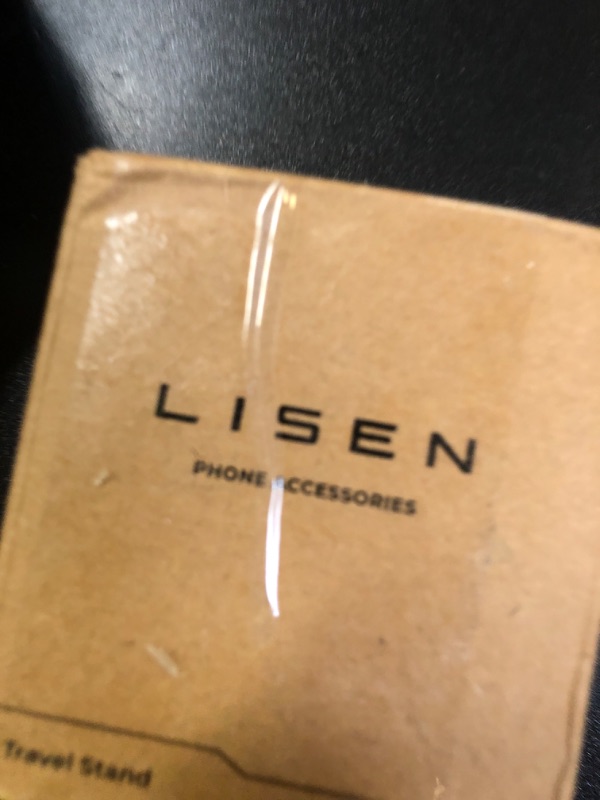 LISEN
PHONE ACCESSORIES
Travel Stand